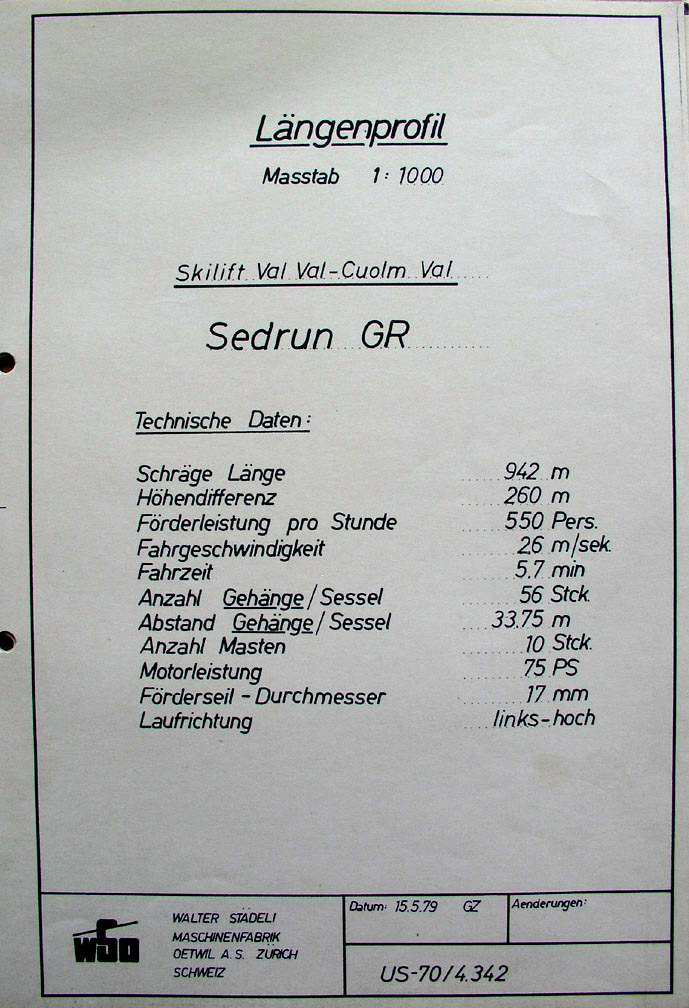 Längenprofil
Masstab 1:1000
Skilift Val Val-Cuolm Val
Sedrun GR
Technische Daten:
Schräge Länge 942 m
Höhendifferenz 260 m
Förderleistung pro Stunde 550 Pers.
Fahrgeschwindigkeit 26 m/sek.
Fahrzeit 5.7 min
Anzahl Gehänge/Sessel 56 Stck.
Abstand Gehänge/Sessel 33.75 m
Anzahl Masten 10 Stck.
Motorleistung 75 PS
Förderseil-Durchmesser 17 mm
Laufrichtung links-hoch
WSO
WALTER STÄDELI
MASCHINENFABRIK
OETWIL A.S. ZÜRICH
SCHWEIZ
Datum: 15.5.79 GZ
Aenderungen:
US-70/4.342